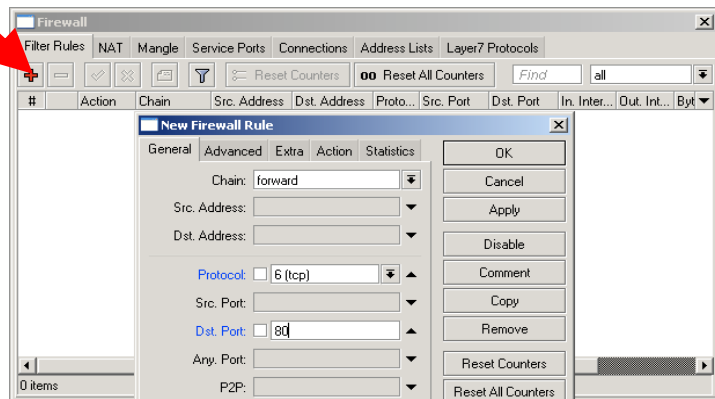 Firewall
Filter Rules NAT Mangle Service Ports Connections Address Lists Layer7 Protocols
Reset Counters 00 Reset All Counters Find all
# Action Chain Src. Address Dst. Address Proto... Src. Port Dst. Port In. Inter... Out. Int... Byt
New Firewall Rule
General Advanced Extra Action Statistics
OK
Chain: forward
Cancel
Src. Address:
Apply
Dst. Address:
Disable
Protocol: 6 (tcp)
Comment
Src. Port:
Copy
Dst. Port: 80
Remove
Any. Port:
Reset Counters
0 items
P2P:
Reset All Counters